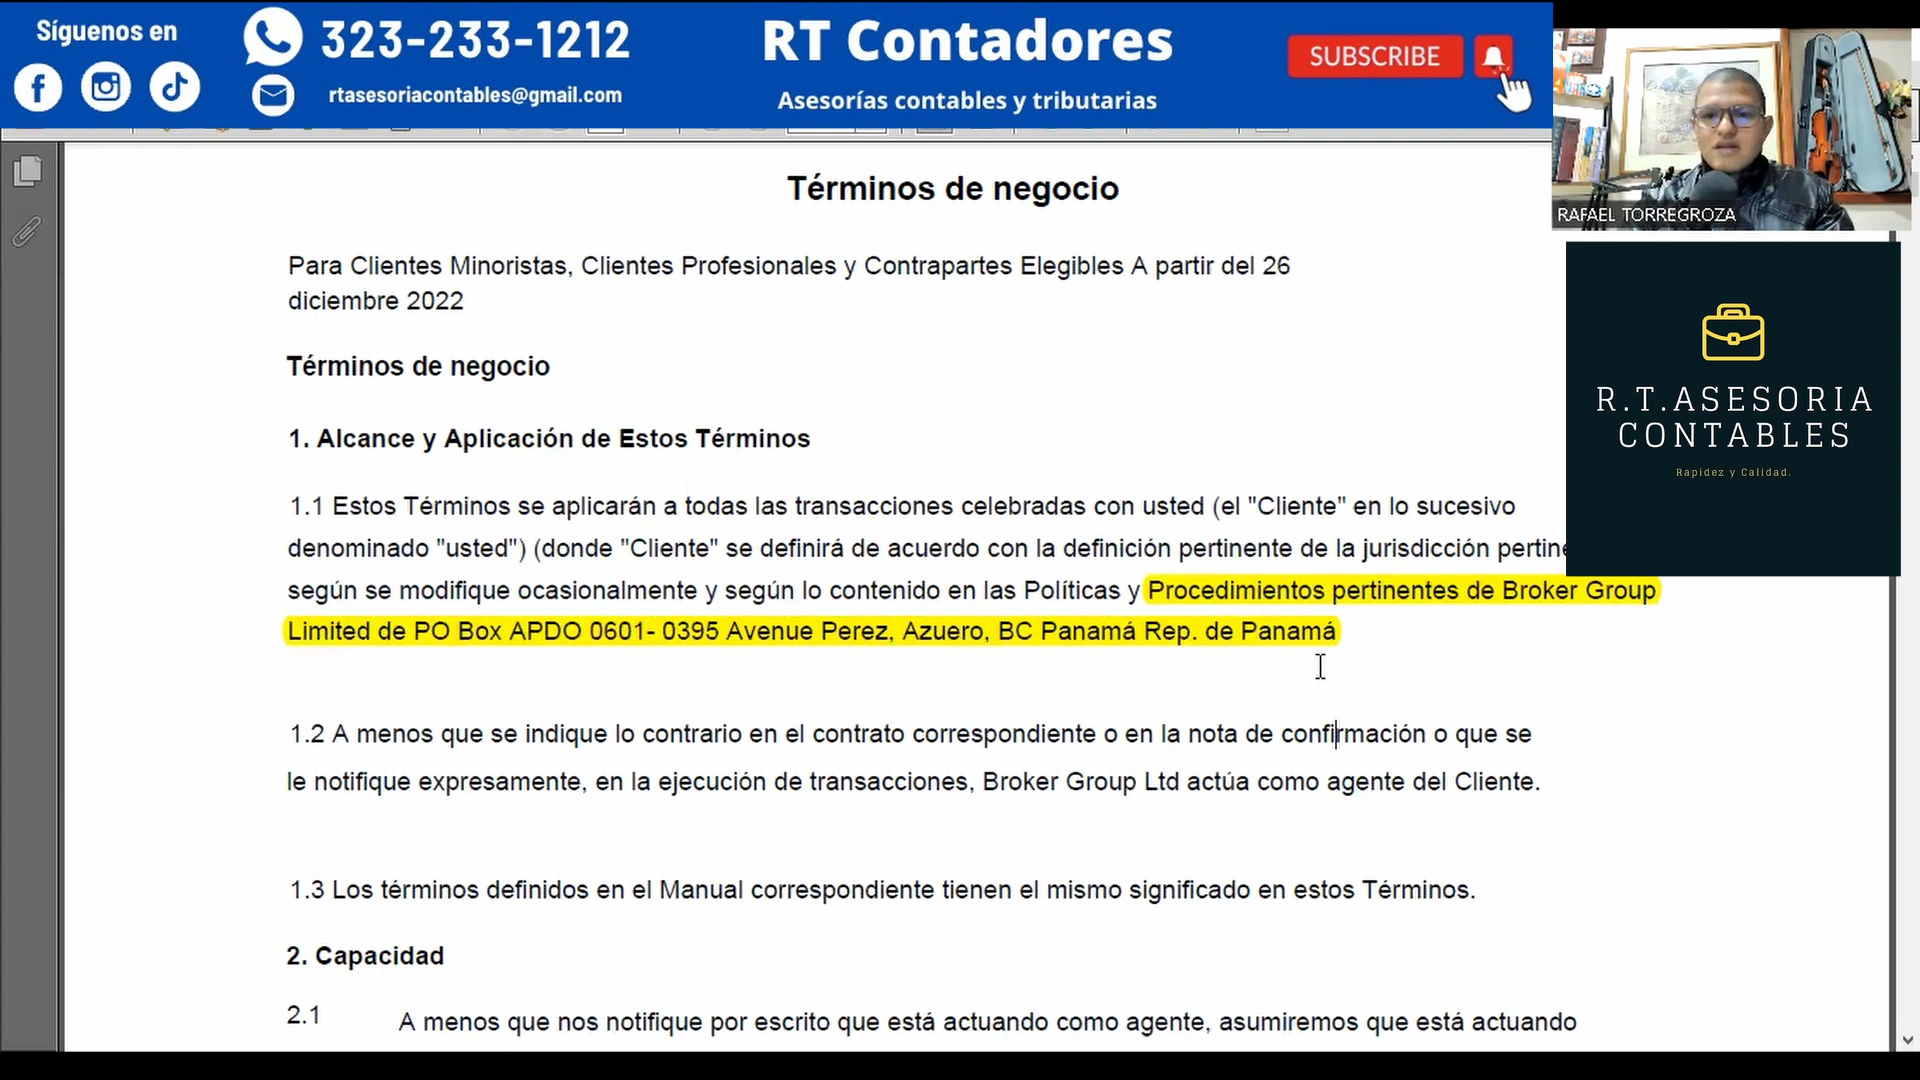 Síguenos en
323-233-1212
rtasesoriacontables@gmail.com
RT Contadores
Asesorías contables y tributarias
SUBSCRIBE
RAFAEL TORREGROZA
R.T.ASESORIA
CONTABLES
Rapidez y Calidad.
Términos de negocio
Para Clientes Minoristas, Clientes Profesionales y Contrapartes Elegibles A partir del 26
diciembre 2022
Términos de negocio
1. Alcance y Aplicación de Estos Términos
1.1 Estos Términos se aplicarán a todas las transacciones celebradas con usted (el "Cliente" en lo sucesivo
denominado "usted") (donde "Cliente" se definirá de acuerdo con la definición pertinente de la jurisdicción
según se modifique ocasionalmente y según lo contenido en las Políticas y Procedimientos pertinentes de Broker Group
Limited de PO Box APDO 0601- 0395 Avenue Perez, Azuero, BC Panamá Rep. de Panamá
1.2 A menos que se indique lo contrario en el contrato correspondiente o en la nota de confirmación o que se
le notifique expresamente, en la ejecución de transacciones, Broker Group Ltd actúa como agente del Cliente.
1.3 Los términos definidos en el Manual correspondiente tienen el mismo significado en estos Términos.
2. Capacidad
2.1 A menos que nos notifique por escrito que está actuando como agente, asumiremos que está actuando